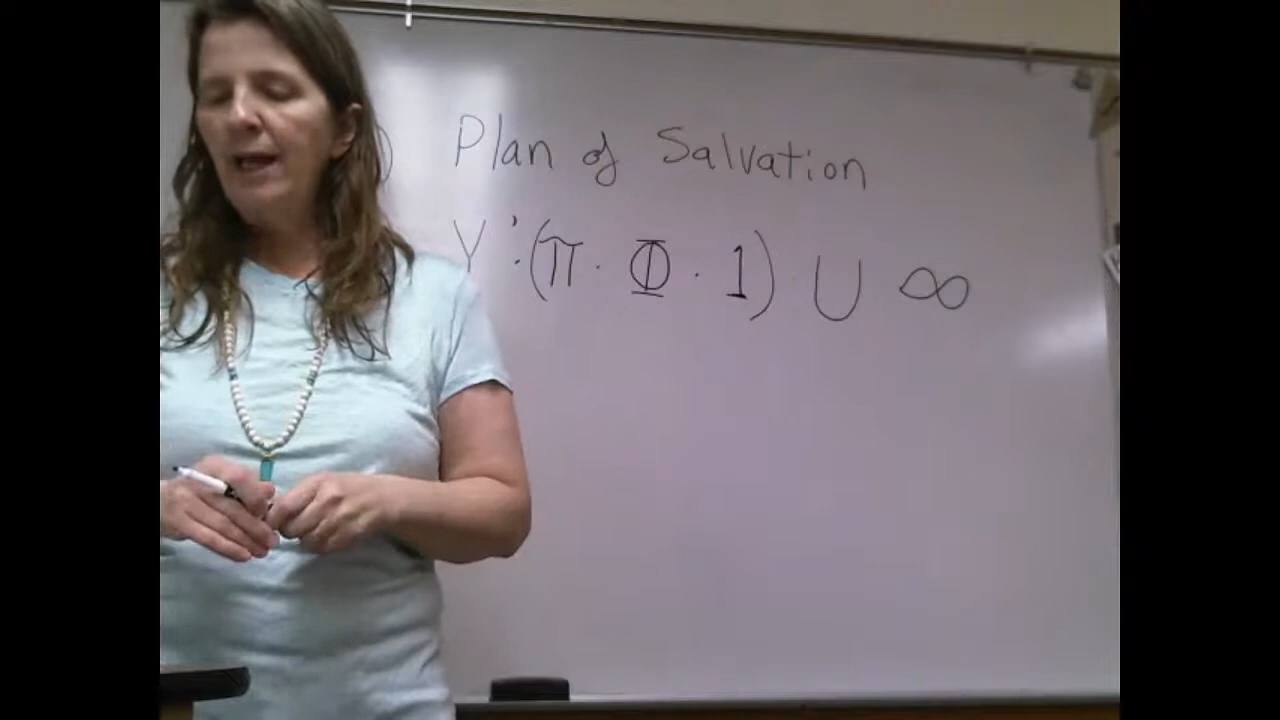 Plan of Salvation
Y':(π · Φ · 1) ∪ ∞